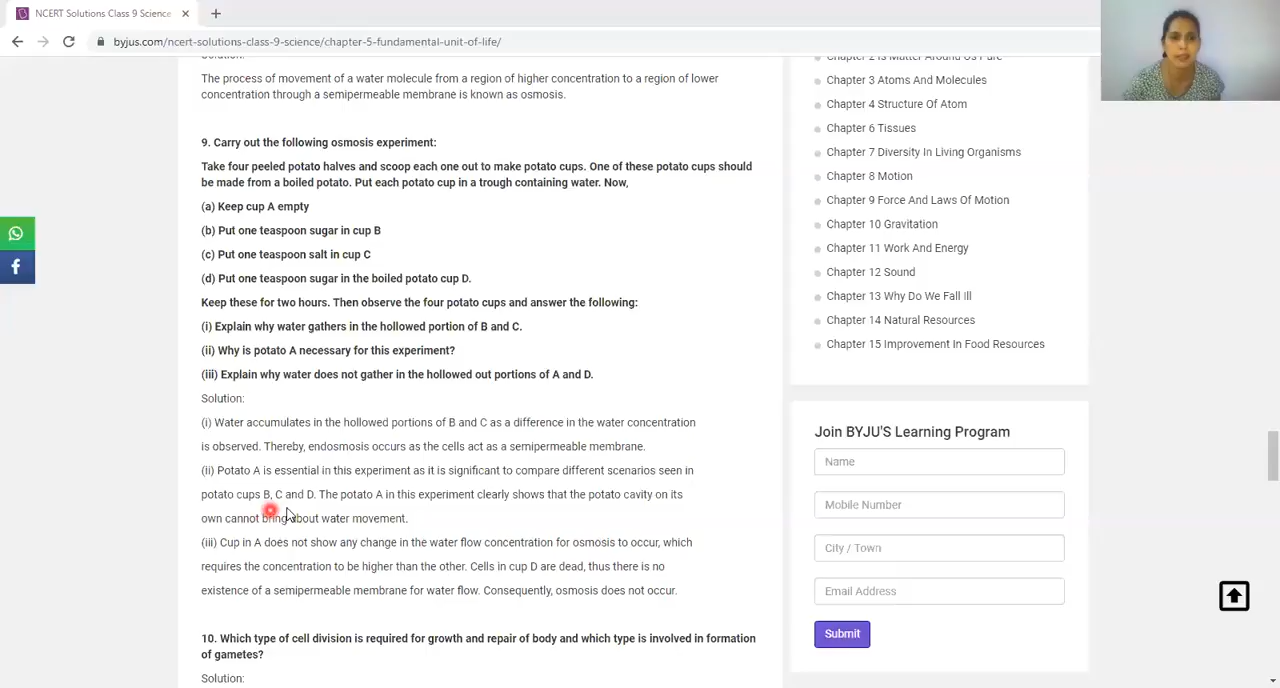 NCERT Solutions Class 9 Science
byjus.com/ncert-solutions-class-9-science/chapter-5-fundamental-unit-of-life/
Solution:
The process of movement of a water molecule from a region of higher concentration to a region of lower
concentration through a semipermeable membrane is known as osmosis.
9. Carry out the following osmosis experiment:
Take four peeled potato halves and scoop each one out to make potato cups. One of these potato cups should
be made from a boiled potato. Put each potato cup in a trough containing water. Now,
(a) Keep cup A empty
(b) Put one teaspoon sugar in cup B
(c) Put one teaspoon salt in cup C
(d) Put one teaspoon sugar in the boiled potato cup D.
Keep these for two hours. Then observe the four potato cups and answer the following:
(i) Explain why water gathers in the hollowed portion of B and C.
(ii) Why is potato A necessary for this experiment?
(iii) Explain why water does not gather in the hollowed out portions of A and D.
Solution:
(i) Water accumulates in the hollowed portions of B and C as a difference in the water concentration
is observed. Thereby, endosmosis occurs as the cells act as a semipermeable membrane.
(ii) Potato A is essential in this experiment as it is significant to compare different scenarios seen in
potato cups B, C and D. The potato A in this experiment clearly shows that the potato cavity on its
own cannot bring about water movement.
(iii) Cup in A does not show any change in the water flow concentration for osmosis to occur, which
requires the concentration to be higher than the other. Cells in cup D are dead, thus there is no
existence of a semipermeable membrane for water flow. Consequently, osmosis does not occur.
10. Which type of cell division is required for growth and repair of body and which type is involved in formation
of gametes?
Solution:
Chapter 2 Is Matter Around Us Pure
Chapter 3 Atoms And Molecules
Chapter 4 Structure Of Atom
Chapter 6 Tissues
Chapter 7 Diversity In Living Organisms
Chapter 8 Motion
Chapter 9 Force And Laws Of Motion
Chapter 10 Gravitation
Chapter 11 Work And Energy
Chapter 12 Sound
Chapter 13 Why Do We Fall Ill
Chapter 14 Natural Resources
Chapter 15 Improvement In Food Resources
Join BYJU'S Learning Program
Name
Mobile Number
City / Town
Email Address
Submit